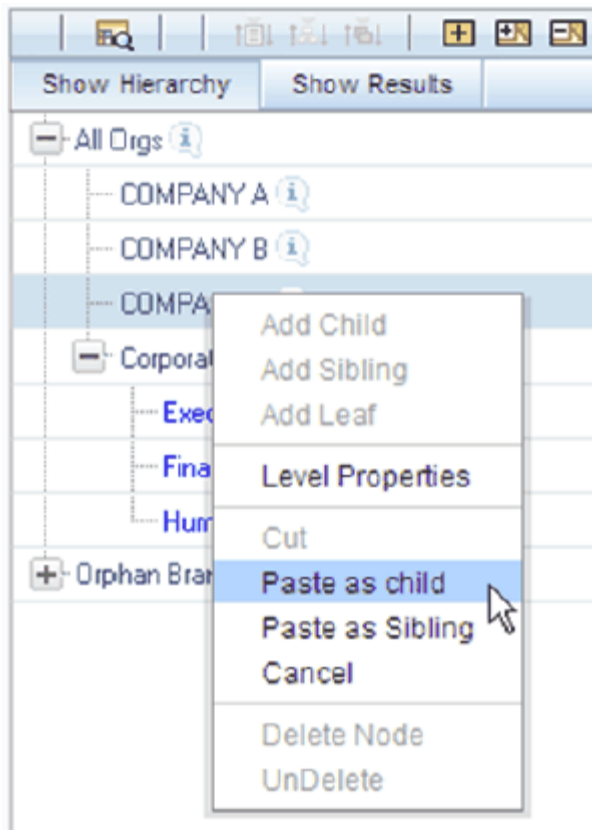 Show Hierarchy Show Results
All Orgs
COMPANY A
COMPANY B
COMPA
Corporat
Exec
Fina
Hum
Orphan Bran
Add Child
Add Sibling
Add Leaf
Level Properties
Cut
Paste as child
Paste as Sibling
Cancel
Delete Node
UnDelete